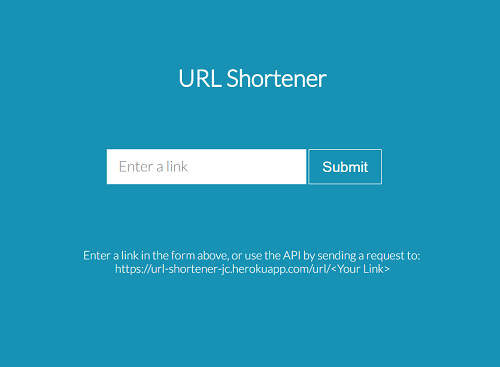 URL Shortener
Enter a link
Submit
Enter a link in the form above, or use the API by sending a request to:
https://url-shortener-jc.herokuapp.com/url/<Your Link>